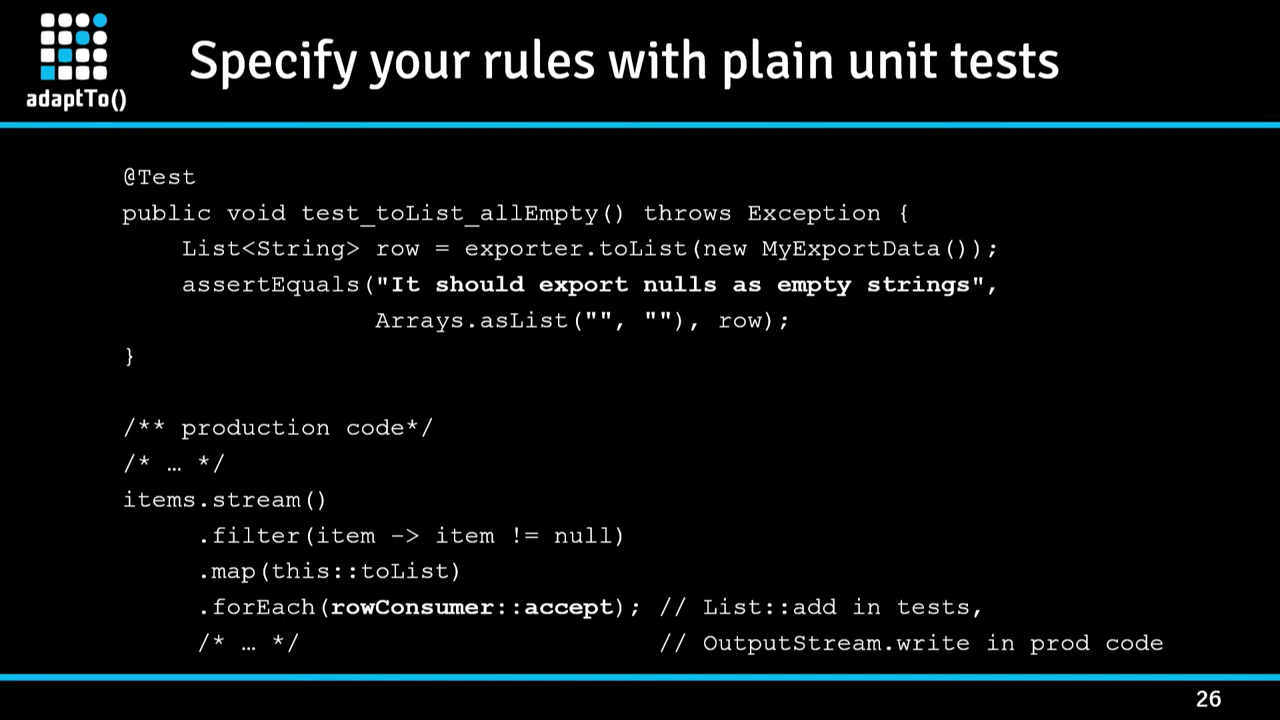 adaptTo()
Specify your rules with plain unit tests
@Test
public void test_toList_allEmpty() throws Exception {
    List<String> row = exporter.toList(new MyExportData());
    assertEquals("It should export nulls as empty strings",
                 Arrays.asList("", ""), row);
}
/** production code*/
/* … */
items.stream()
     .filter(item -> item != null)
     .map(this::toList)
     .forEach(rowConsumer::accept); // List::add in tests,
     /* … */                        // OutputStream.write in prod code
26